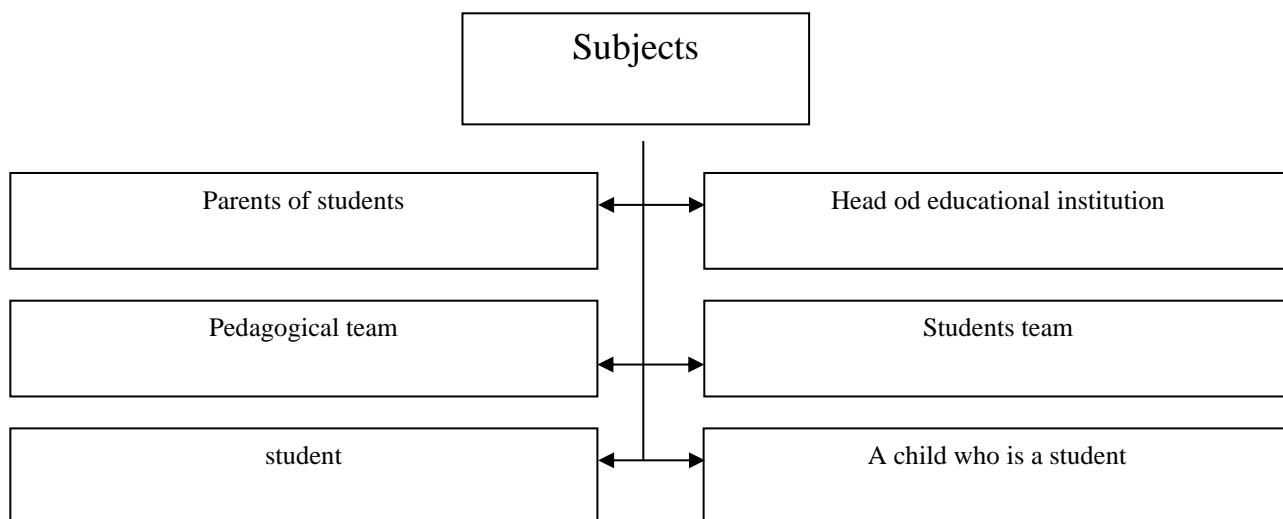 Subjects
Parents of students
Head od educational institution
Pedagogical team
Students team
student
A child who is a student